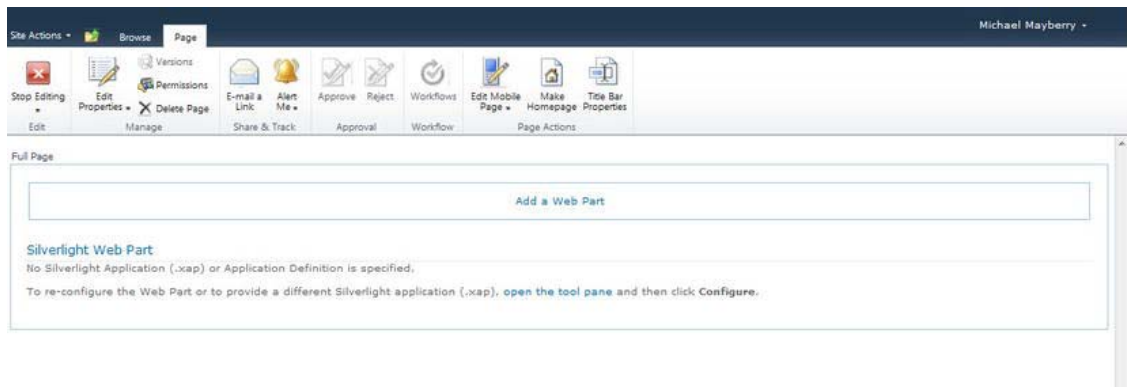 Michael Mayberry
Site Actions
Browse
Page
Stop Editing
Edit
Edit Properties
Versions
Permissions
Delete Page
Manage
E-mail a Link
Alert Me
Share & Track
Approve
Reject
Approval
Workflows
Workflow
Edit Mobile Page
Make Homepage
Title Bar Properties
Page Actions
Full Page
Add a Web Part
Silverlight Web Part
No Silverlight Application (.xap) or Application Definition is specified.
To re-configure the Web Part or to provide a different Silverlight application (.xap), open the tool pane and then click Configure.